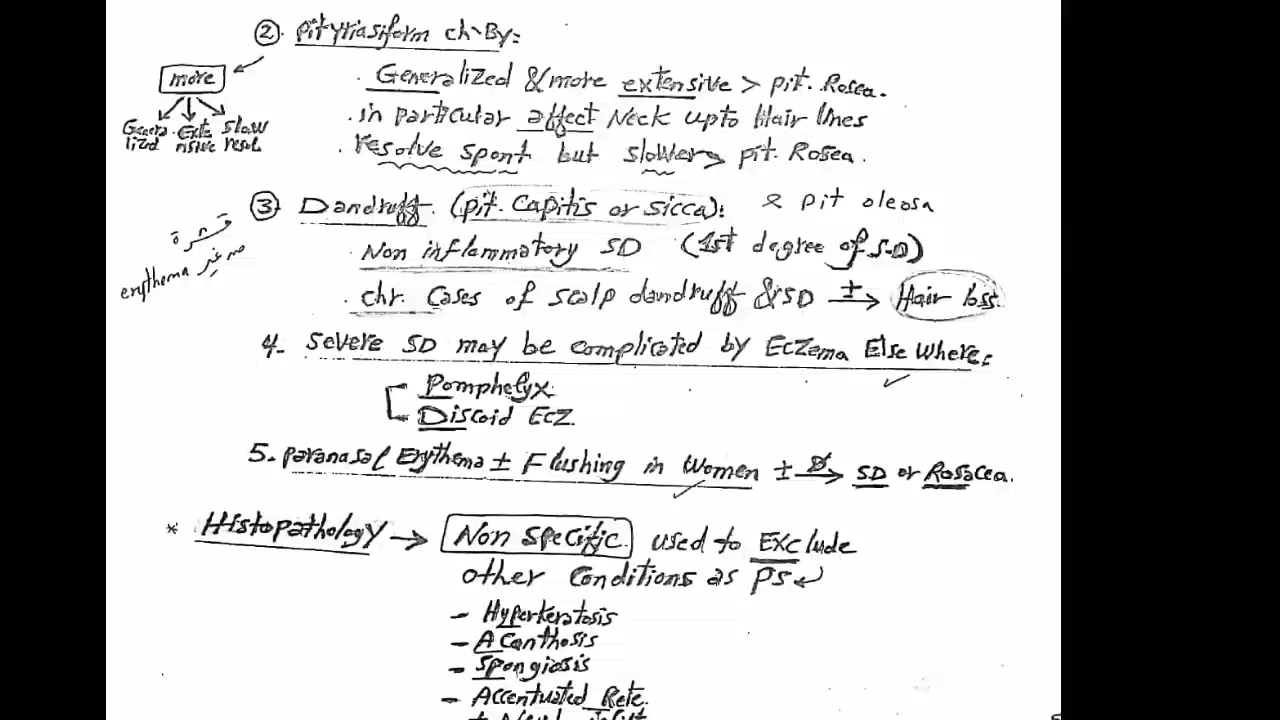 ② pityriasiform ch by:
more
Genera lized
Exte nsive
slow resol
. Generalized & more extensive > pit. Rosea.
. in particular affect Neck upto Hair lines
. resolve spont but slower > pit. Rosea.
③ Dandruff (pit. Capitis or sicca): & pit oleosa
قشرة
من غير
erythema
Non inflammatory SD (1st degree of S.D)
. chr. Cases of scalp dandruff & SD ± → Hair loss.
4- severe SD may be complicated by Eczema Else Where:
Pompholyx
Discoid Ecz.
5- paranasal Erythema ± Flushing in Women ± → SD or Rosacea.
* Histopathology → Non specific used to Exclude
other conditions as PS
- Hyperkeratosis
- Acanthosis
- Spongiosis
- Accentuated Rete